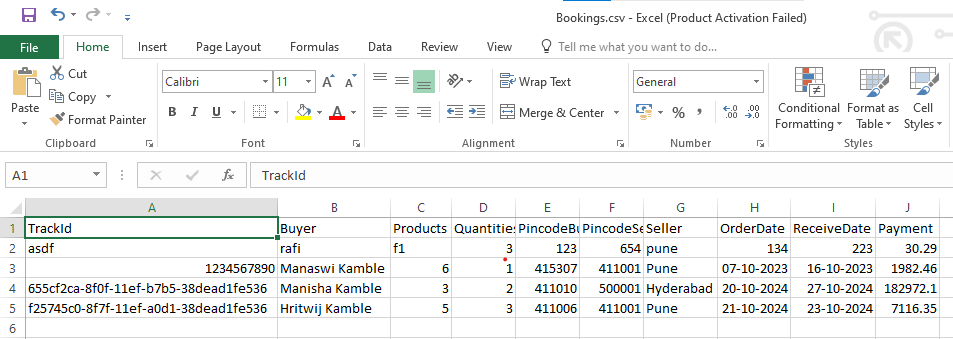 Bookings.csv - Excel (Product Activation Failed)
File Home Insert Page Layout Formulas Data Review View Tell me what you want to do...
Paste
Cut
Copy
Format Painter
Clipboard
Calibri 11 A A
B I U A
Font
Wrap Text
Merge & Center
Alignment
General
% , .0 .00 .00 .0
Number
Conditional Formatting
Format as Table
Cell Styles
Styles
A1 fx TrackId
A B C D E F G H I J
1 TrackId Buyer Products Quantities PincodeBu PincodeSe Seller OrderDate ReceiveDate Payment
2 asdf rafi f1 3 123 654 pune 134 223 30.29
3 1234567890 Manaswi Kamble 6 1 415307 411001 Pune 07-10-2023 16-10-2023 1982.46
4 655cf2ca-8f0f-11ef-b7b5-38dead1fe536 Manisha Kamble 3 2 411010 500001 Hyderabad 20-10-2024 27-10-2024 182972.1
5 f25745c0-8f7f-11ef-a0d1-38dead1fe536 Hritwij Kamble 5 3 411006 411001 Pune 21-10-2024 23-10-2024 7116.35
6